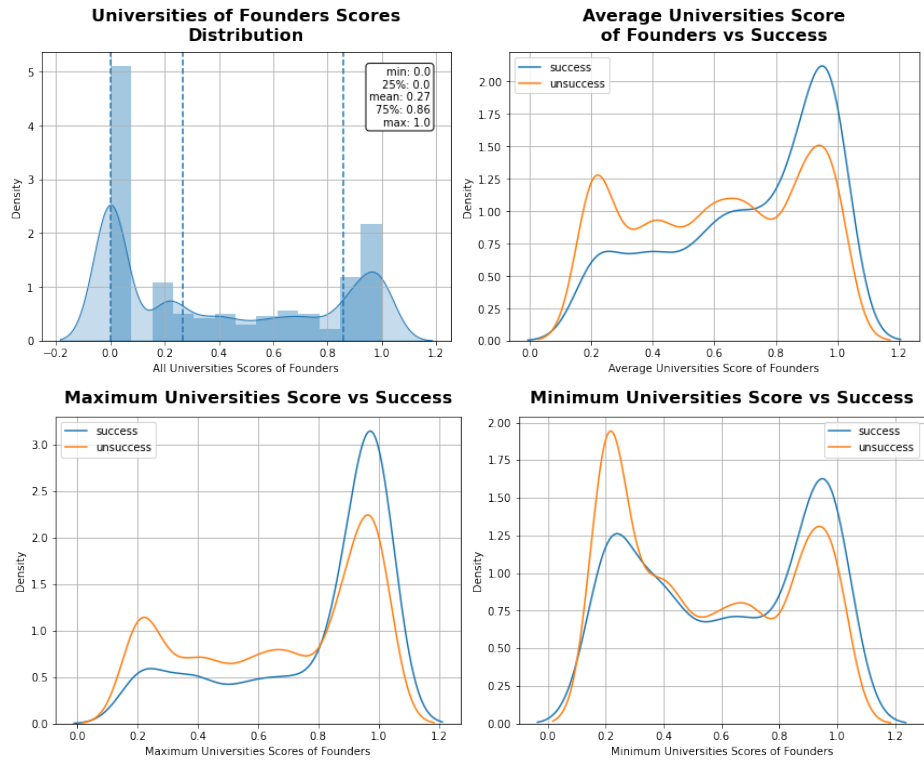 Universities of Founders Scores
Distribution
Density
5
4
3
2
1
0
min: 0.0
25%: 0.0
mean: 0.27
75%: 0.86
max: 1.0
−0.2 0.0 0.2 0.4 0.6 0.8 1.0 1.2
All Universities Scores of Founders
Average Universities Score
of Founders vs Success
success
unsuccess
Density
2.00
1.75
1.50
1.25
1.00
0.75
0.50
0.25
0.00
0.0 0.2 0.4 0.6 0.8 1.0 1.2
Average Universities Score of Founders
Maximum Universities Score vs Success
success
unsuccess
Density
3.0
2.5
2.0
1.5
1.0
0.5
0.0
0.0 0.2 0.4 0.6 0.8 1.0 1.2
Maximum Universities Scores of Founders
Minimum Universities Score vs Success
success
unsuccess
Density
2.00
1.75
1.50
1.25
1.00
0.75
0.50
0.25
0.00
0.0 0.2 0.4 0.6 0.8 1.0 1.2
Minimum Universities Scores of Founders